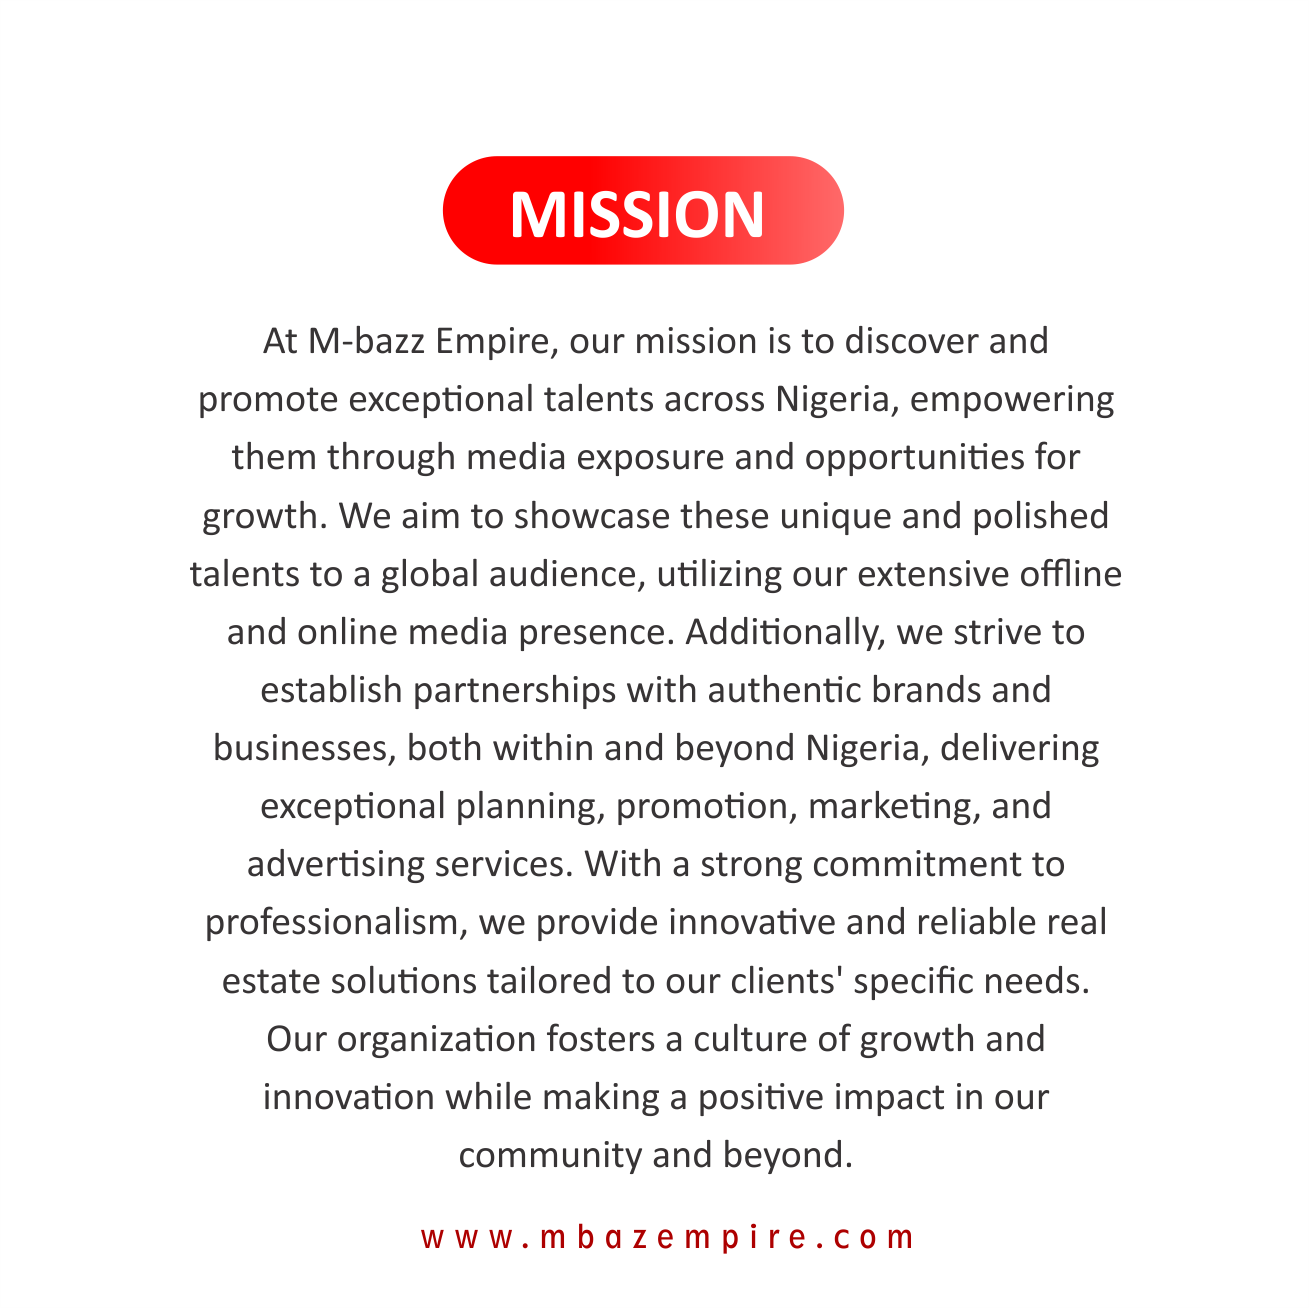 MISSION
At M-bazz Empire, our mission is to discover and
promote exceptional talents across Nigeria, empowering
them through media exposure and opportunities for
growth. We aim to showcase these unique and polished
talents to a global audience, utilizing our extensive offline
and online media presence. Additionally, we strive to
establish partnerships with authentic brands and
businesses, both within and beyond Nigeria, delivering
exceptional planning, promotion, marketing, and
advertising services. With a strong commitment to
professionalism, we provide innovative and reliable real
estate solutions tailored to our clients' specific needs.
Our organization fosters a culture of growth and
innovation while making a positive impact in our
community and beyond.
www.mbazempire.com